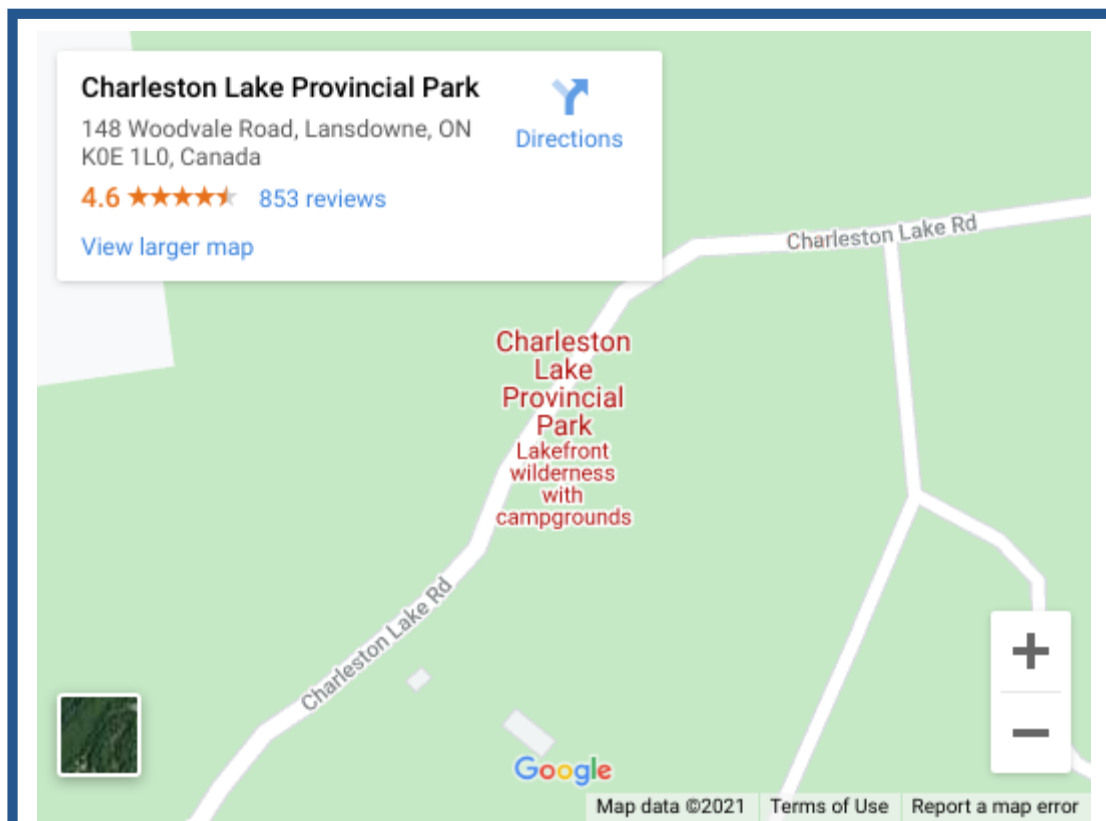 Charleston Lake Provincial Park
148 Woodvale Road, Lansdowne, ON
K0E 1L0, Canada
4.6 853 reviews
View larger map
Directions
Charleston Lake Rd
Charleston
Lake
Provincial
Park
Lakefront
wilderness
with
campgrounds
Charleston Lake Rd
+
−
Google
Map data ©2021 Terms of Use Report a map error